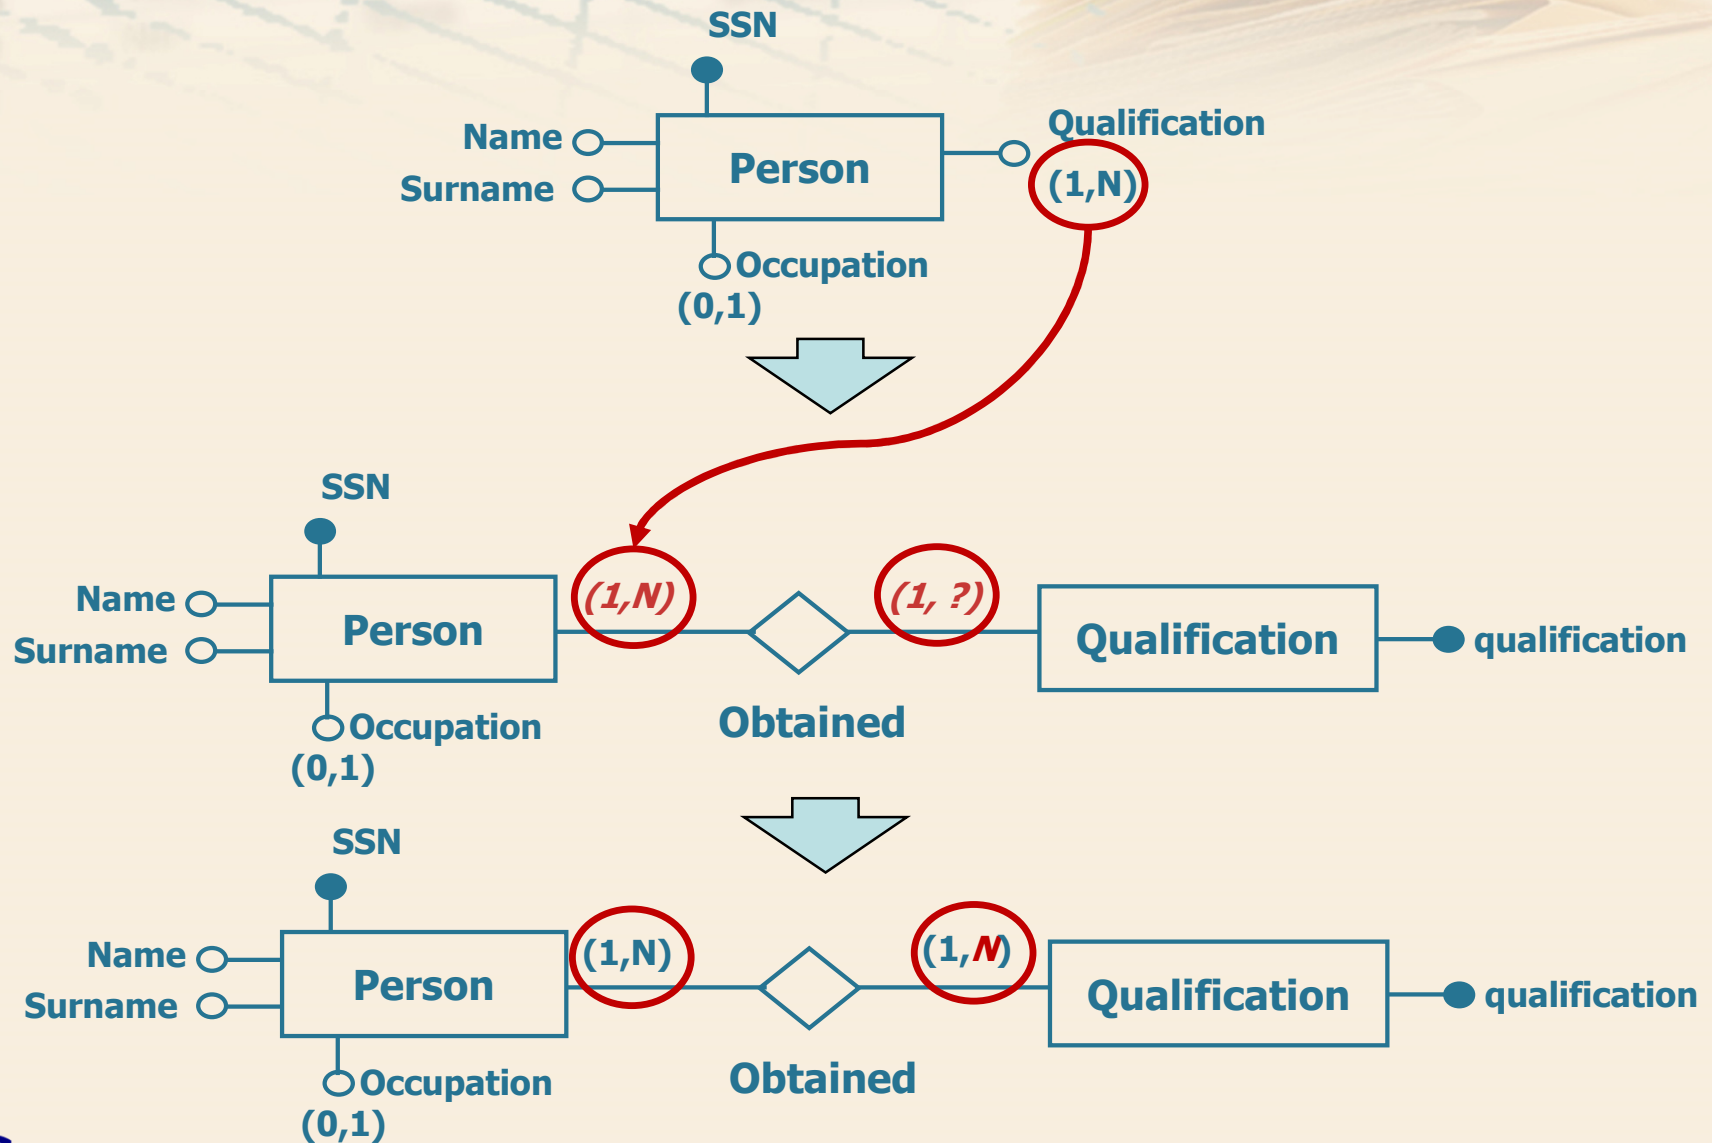 SSN
Name
Qualification
Person
(1,N)
Surname
Occupation
(0,1)
SSN
Name
(1,N)
(1, ?)
Person
Qualification
qualification
Surname
Occupation
Obtained
(0,1)
SSN
Name
(1,N)
(1,N)
Person
Qualification
qualification
Surname
Occupation
Obtained
(0,1)